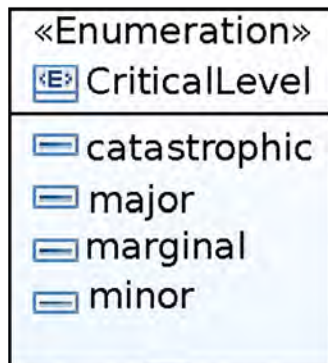 «Enumeration»
<E> CriticalLevel
catastrophic
major
marginal
minor